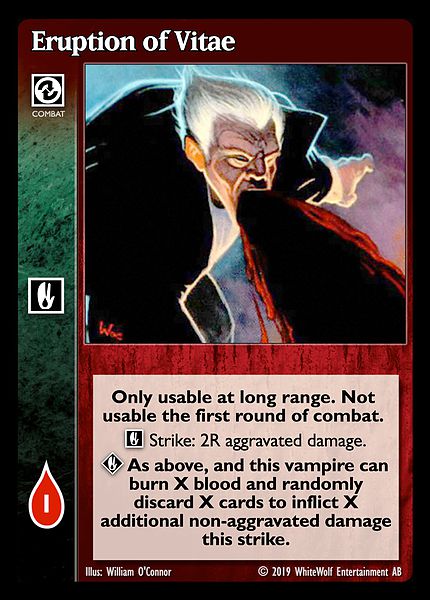 Eruption of Vitae
COMBAT
Only usable at long range. Not
usable the first round of combat.
Strike: 2R aggravated damage.
As above, and this vampire can
burn X blood and randomly
discard X cards to inflict X
additional non-aggravated damage
this strike.
1
Illus: William O'Connor
© 2019 WhiteWolf Entertainment AB